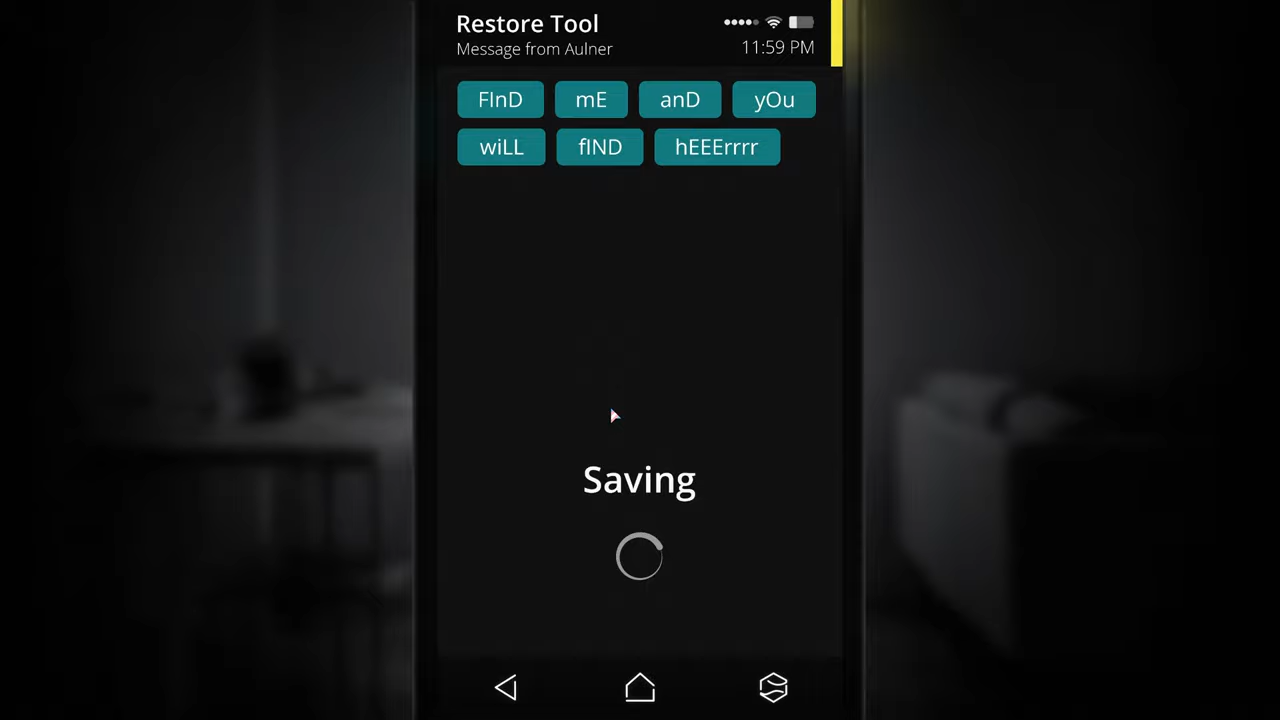 Restore Tool
Message from Aulner
11:59 PM
FInD mE anD yOu
wiLL fIND hEEErrrr
Saving